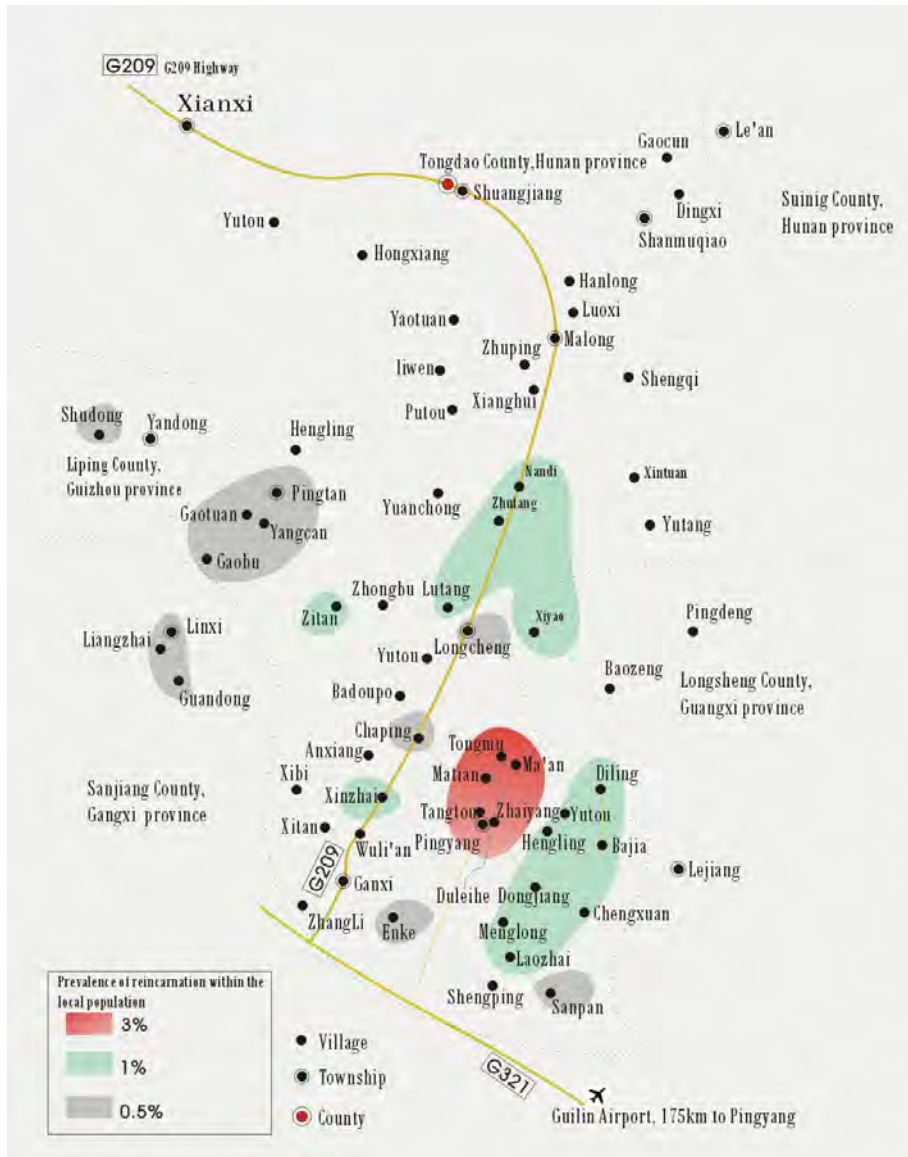 G209 G209 Highway
Xianxi
Le'an
Gaocun
Tongdao County,Hunan province
Shuangjiang
Dingxi
Suinig County,
Hunan province
Yutou
Shanmuqiao
Hongxiang
Hanlong
Luoxi
Yaotuan
Malong
Zhuping
Iiwen
Shengqi
Xianghui
Putou
Shudong
Yandong
Hengling
Liping County,
Guizhou province
Nandi
Xintuan
Pingtan
Yuanchong
Zhutang
Gaotuan
Yangcan
Yutang
Gaobu
Zhongbu
Lutang
Zitan
Linxi
Xiyao
Pingdeng
Liangzhai
Longcheng
Yutou
Guandong
Badoupo
Baozeng
Longsheng County,
Guangxi province
Chaping
Tongmu
Anxiang
Ma'an
Matian
Xibi
Diling
Sanjiang County,
Gangxi province
Xinzhai
Tangtou
Zhaiyang
Yutou
Xitan
Pingyang
Hengling
Wuli'an
Bajia
G209
Ganxi
Lejiang
Duleihe
Dongjiang
ZhangLi
Enke
Chengxuan
Menglong
Laozhai
Shengping
Sanpan
Prevalence of reincarnation within the
local population
3%
1%
0.5%
Village
Township
County
G321
Guilin Airport, 175km to Pingyang